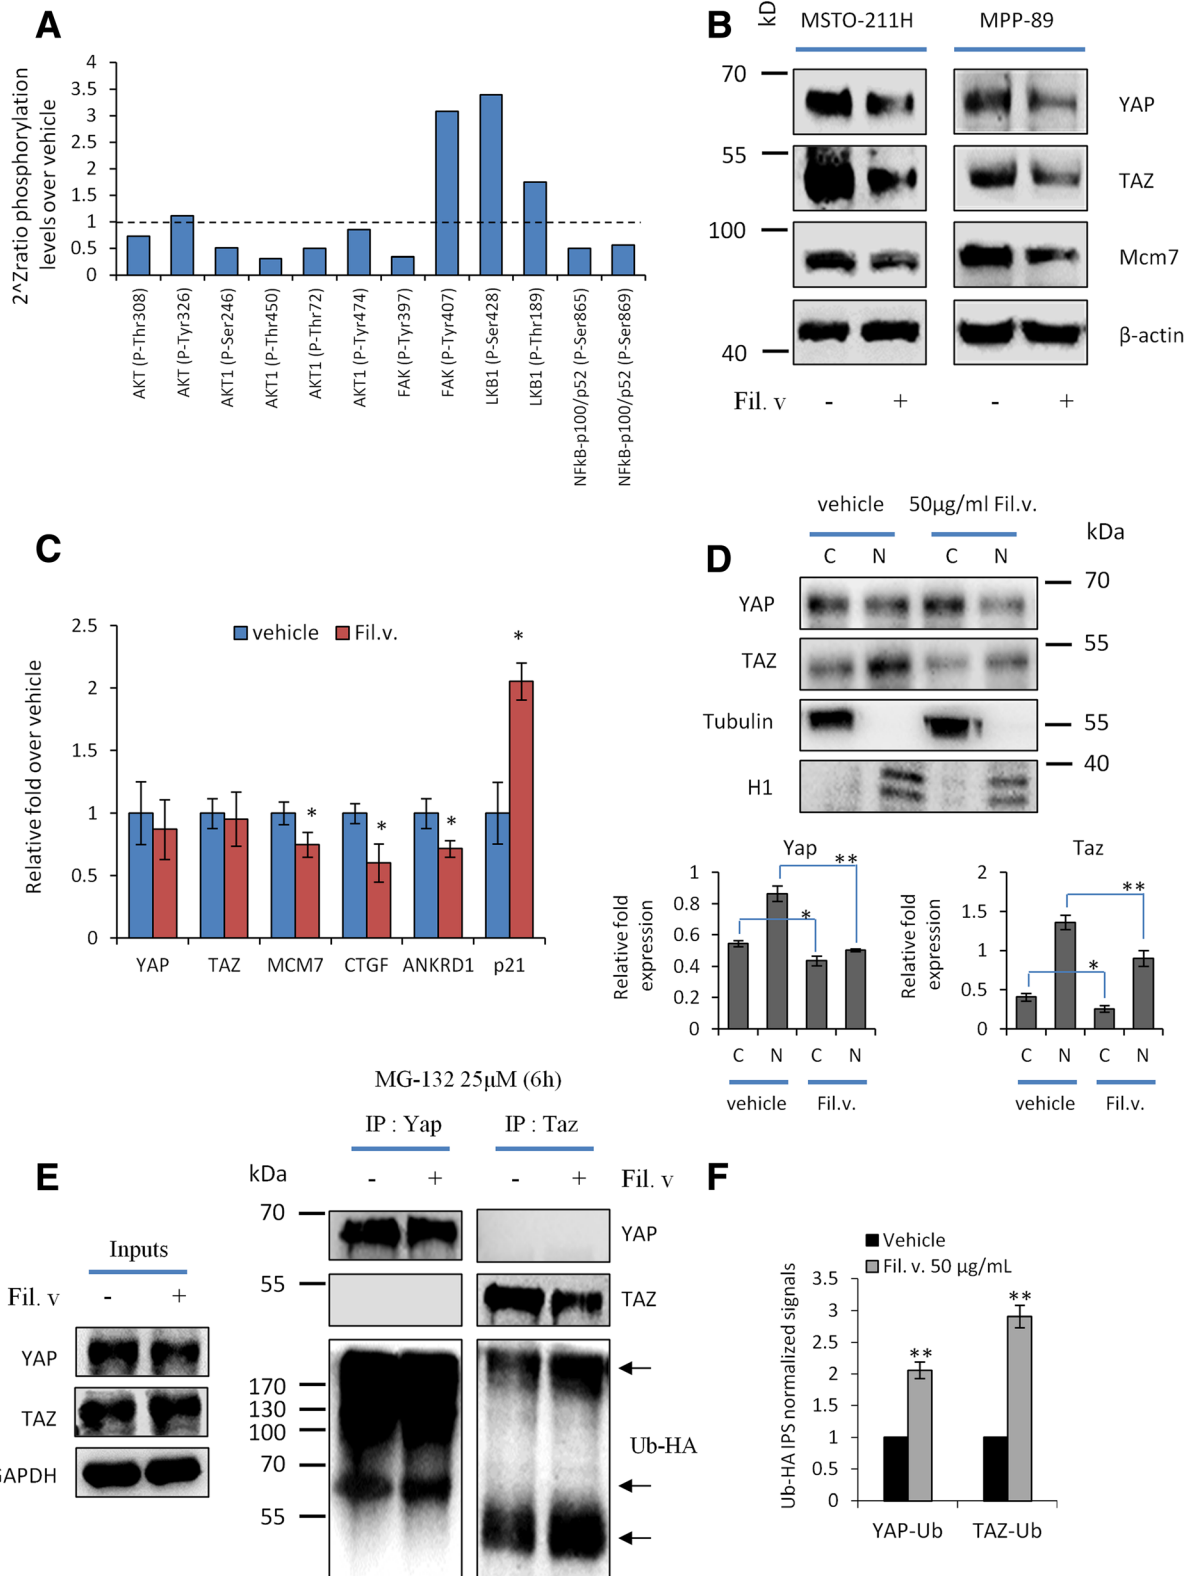 A
2^Zratio phosphorylation
levels over vehicle
4
3.5
3
2.5
2
1.5
1
0.5
0
AKT (P-Thr308)
AKT (P-Tyr326)
AKT1 (P-Ser246)
AKT1 (P-Thr450)
AKT1 (P-Thr72)
AKT1 (P-Tyr474)
FAK (P-Tyr397)
FAK (P-Tyr407)
LKB1 (P-Ser428)
LKB1 (P-Thr189)
NFkB-p100/p52 (P-Ser865)
NFkB-p100/p52 (P-Ser869)
B
kD
MSTO-211H
MPP-89
70
YAP
55
TAZ
100
Mcm7
β-actin
40
Fil. v - + - +
C
Relative fold over vehicle
2.5
2
1.5
1
0.5
0
vehicle Fil.v.
*
* * *
YAP TAZ MCM7 CTGF ANKRD1 p21
D
vehicle 50µg/ml Fil.v.
kDa
C N C N
YAP 70
TAZ 55
Tubulin 55
40
H1
Yap
Relative fold
expression
1
0.8
0.6
0.4
0.2
0
*
**
C N C N
vehicle Fil.v.
Taz
Relative fold
expression
2
1.5
1
0.5
0
*
**
C N C N
vehicle Fil.v.
E
Inputs
Fil. v - +
YAP
TAZ
GAPDH
MG-132 25µM (6h)
IP : Yap IP : Taz
kDa - + - + Fil. v
70 YAP
55 TAZ
170
130
100
70
55
Ub-HA
F
Vehicle
Fil. v. 50 µg/mL
Ub-HA IPS normalized signals
3.5
3
2.5
2
1
0.5
0
**
**
YAP-Ub TAZ-Ub